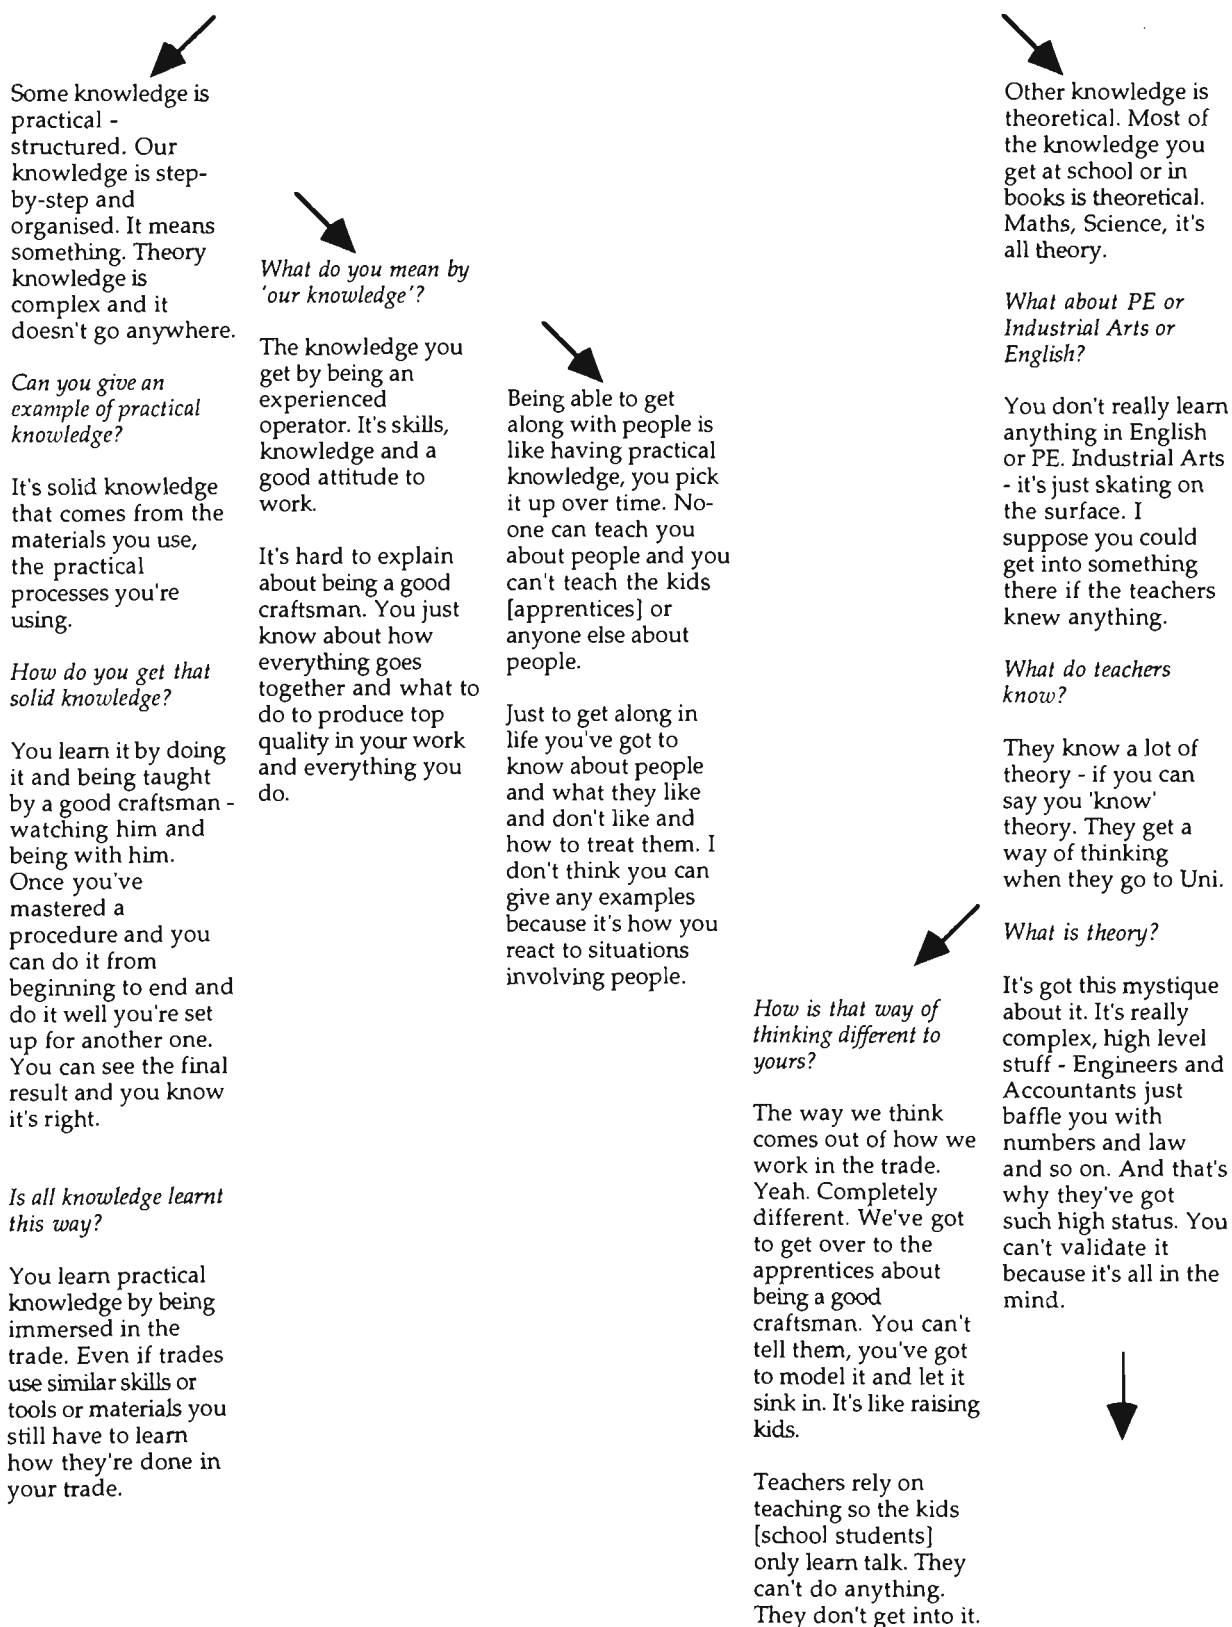 Some knowledge is
practical -
structured. Our
knowledge is step-
by-step and
organised. It means
something. Theory
knowledge is
complex and it
doesn't go anywhere.
Can you give an
example of practical
knowledge?
It's solid knowledge
that comes from the
materials you use,
the practical
processes you're
using.
How do you get that
solid knowledge?
You learn it by doing
it and being taught
by a good craftsman -
watching him and
being with him.
Once you've
mastered a
procedure and you
can do it from
beginning to end and
do it well you're set
up for another one.
You can see the final
result and you know
it's right.
Is all knowledge learnt
this way?
You learn practical
knowledge by being
immersed in the
trade. Even if trades
use similar skills or
tools or materials you
still have to learn
how they're done in
your trade.
What do you mean by
'our knowledge'?
The knowledge you
get by being an
experienced
operator. It's skills,
knowledge and a
good attitude to
work.
It's hard to explain
about being a good
craftsman. You just
know about how
everything goes
together and what to
do to produce top
quality in your work
and everything you
do.
Being able to get
along with people is
like having practical
knowledge, you pick
it up over time. No-
one can teach you
about people and you
can't teach the kids
[apprentices] or
anyone else about
people.
Just to get along in
life you've got to
know about people
and what they like
and don't like and
how to treat them. I
don't think you can
give any examples
because it's how you
react to situations
involving people.
How is that way of
thinking different to
yours?
The way we think
comes out of how we
work in the trade.
Yeah. Completely
different. We've got
to get over to the
apprentices about
being a good
craftsman. You can't
tell them, you've got
to model it and let it
sink in. It's like raising
kids.
Teachers rely on
teaching so the kids
[school students]
only learn talk. They
can't do anything.
They don't get into it.
Other knowledge is
theoretical. Most of
the knowledge you
get at school or in
books is theoretical.
Maths, Science, it's
all theory.
What about PE or
Industrial Arts or
English?
You don't really learn
anything in English
or PE. Industrial Arts
- it's just skating on
the surface. I
suppose you could
get into something
there if the teachers
knew anything.
What do teachers
know?
They know a lot of
theory - if you can
say you 'know'
theory. They get a
way of thinking
when they go to Uni.
What is theory?
It's got this mystique
about it. It's really
complex, high level
stuff - Engineers and
Accountants just
baffle you with
numbers and law
and so on. And that's
why they've got
such high status. You
can't validate it
because it's all in the
mind.